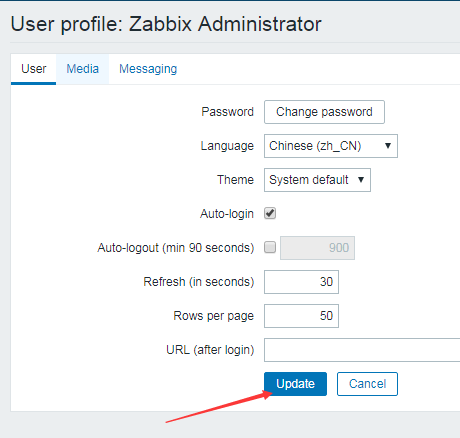 User profile: Zabbix Administrator
User Media Messaging
Password Change password
Language Chinese (zh_CN)
Theme System default
Auto-login
Auto-logout (min 90 seconds) 900
Refresh (in seconds) 30
Rows per page 50
URL (after login)
Update Cancel